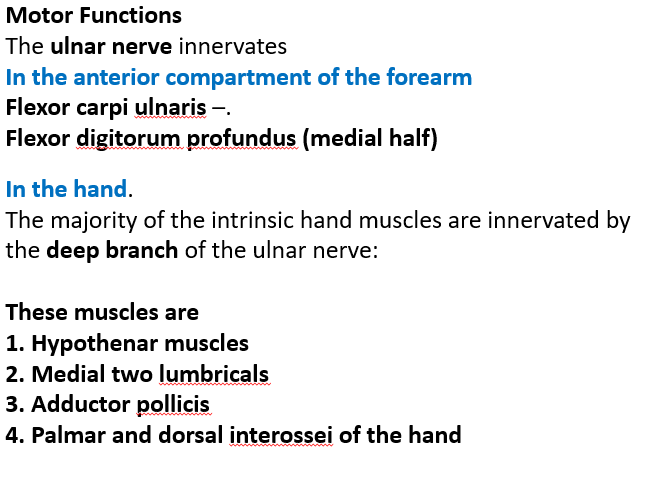 Motor Functions
The ulnar nerve innervates
In the anterior compartment of the forearm
Flexor carpi ulnaris –.
Flexor digitorum profundus (medial half)
In the hand.
The majority of the intrinsic hand muscles are innervated by
the deep branch of the ulnar nerve:
These muscles are
1. Hypothenar muscles
2. Medial two lumbricals
3. Adductor pollicis
4. Palmar and dorsal interossei of the hand